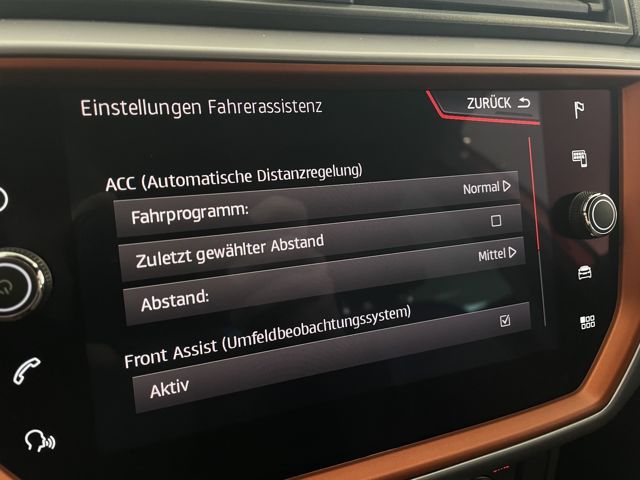 Einstellungen Fahrerassistenz
ZURÜCK
ACC (Automatische Distanzregelung)
Fahrprogramm: Normal
Zuletzt gewählter Abstand
Abstand: Mittel
Front Assist (Umfeldbeobachtungssystem)
Aktiv